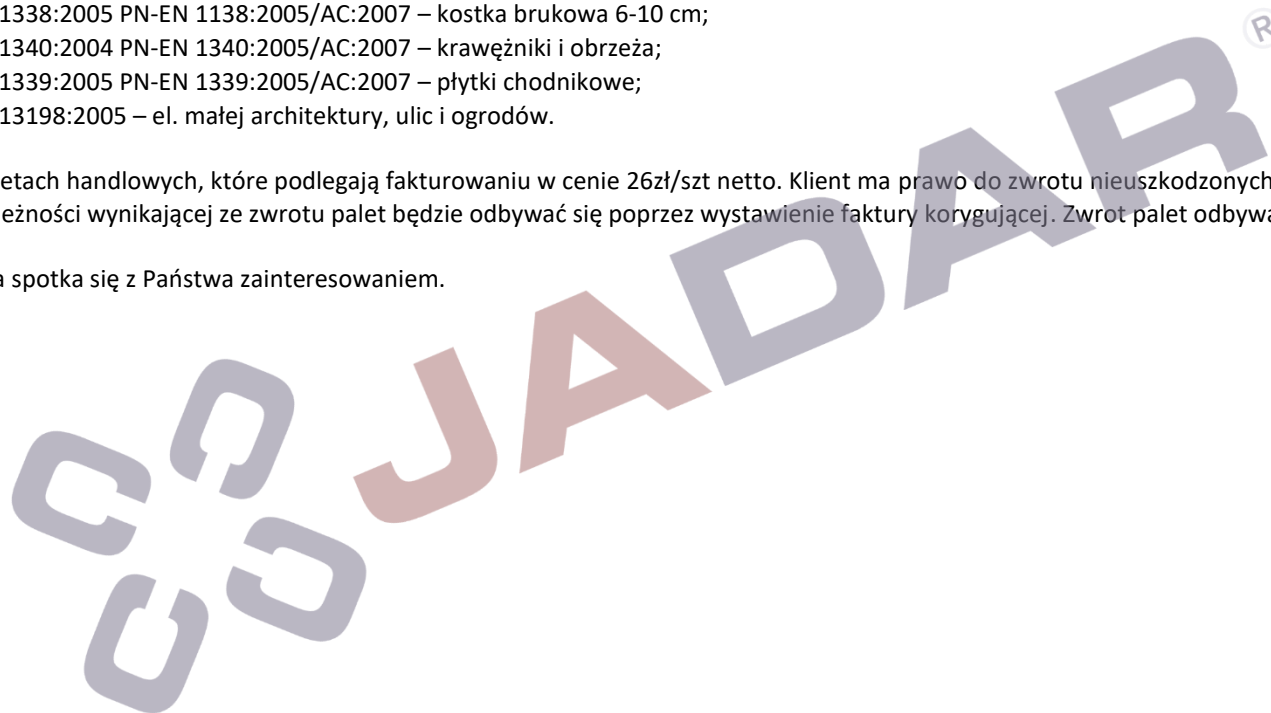 1338:2005 PN-EN 1138:2005/AC:2007 – kostka brukowa 6-10 cm;
1340:2004 PN-EN 1340:2005/AC:2007 – krawężniki i obrzeża;
1339:2005 PN-EN 1339:2005/AC:2007 – płytki chodnikowe;
13198:2005 – el. małej architektury, ulic i ogrodów.
etach handlowych, które podlegają fakturowaniu w cenie 26zł/szt netto. Klient ma prawo do zwrotu nieuszkodzonych
leżności wynikającej ze zwrotu palet będzie odbywać się poprzez wystawienie faktury korygującej. Zwrot palet odbywa
a spotka się z Państwa zainteresowaniem.
JADAR®